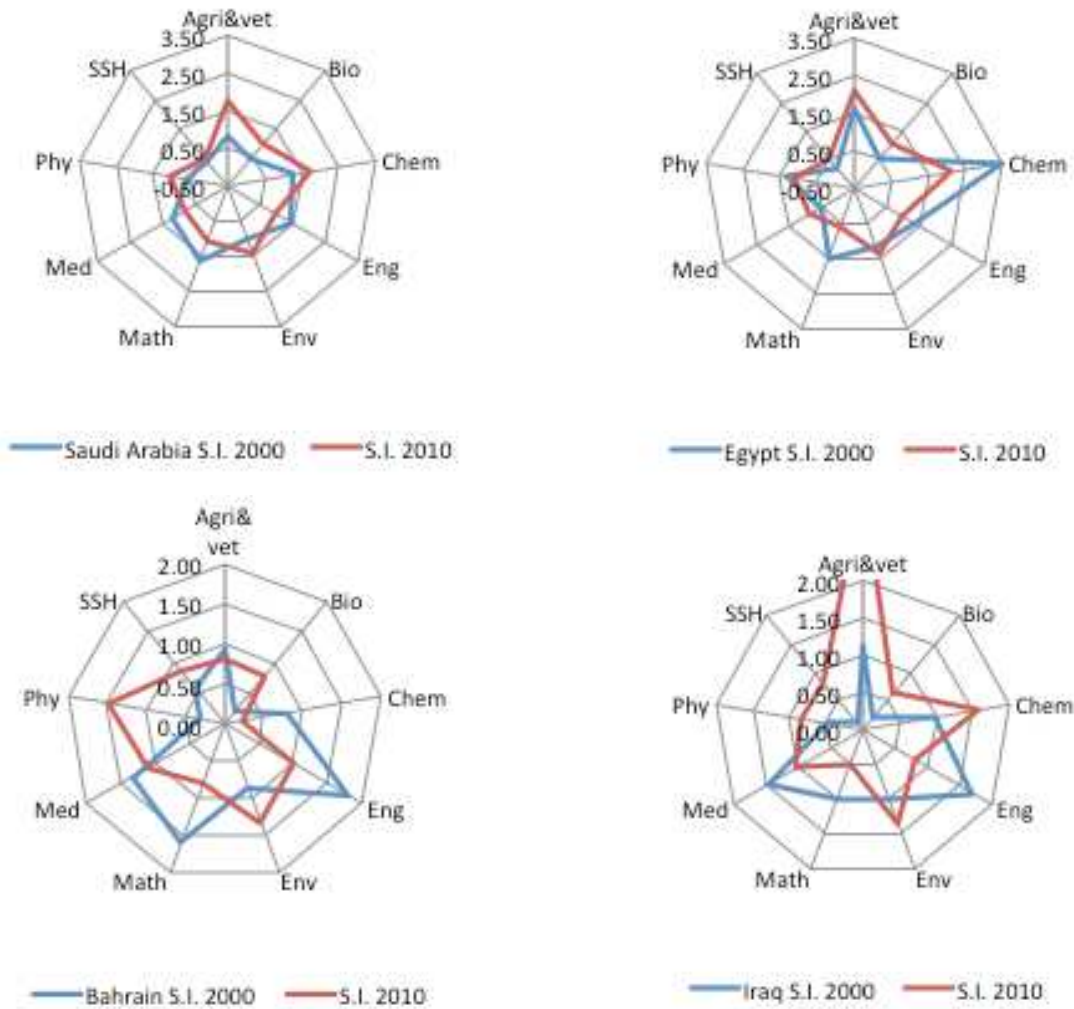 Agri&vet
3.50
SSH
Bio
2.50
1.50
Phy
0.50
Chem
-0.50
Med
Eng
Math
Env
Saudi Arabia S.I. 2000
S.I. 2010
Agri&vet
3.50
SSH
Bio
2.50
1.50
Phy
0.50
Chem
-0.50
Med
Eng
Math
Env
Egypt S.I. 2000
S.I. 2010
Agri&
vet
2.00
SSH
Bio
1.50
1.00
Phy
0.50
Chem
0.00
Med
Eng
Math
Env
Bahrain S.I. 2000
S.I. 2010
Agri&vet
2.00
SSH
Bio
1.50
1.00
Phy
0.50
Chem
0.00
Med
Eng
Math
Env
Iraq S.I. 2000
S.I. 2010